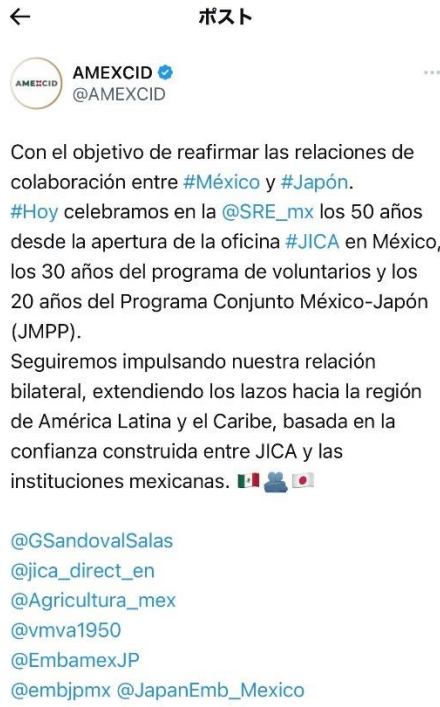 ← ポスト
AMEXCID
AMEXCID
@AMEXCID
Con el objetivo de reafirmar las relaciones de
colaboración entre #México y #Japón.
#Hoy celebramos en la @SRE_mx los 50 años
desde la apertura de la oficina #JICA en México,
los 30 años del programa de voluntarios y los
20 años del Programa Conjunto México-Japón
(JMPP).
Seguiremos impulsando nuestra relación
bilateral, extendiendo los lazos hacia la región
de América Latina y el Caribe, basada en la
confianza construida entre JICA y las
instituciones mexicanas. 🇲🇽 🫂 🇯🇵
@GSandovalSalas
@jica_direct_en
@Agricultura_mex
@vmva1950
@EmbamexJP
@embjpmx @JapanEmb_Mexico